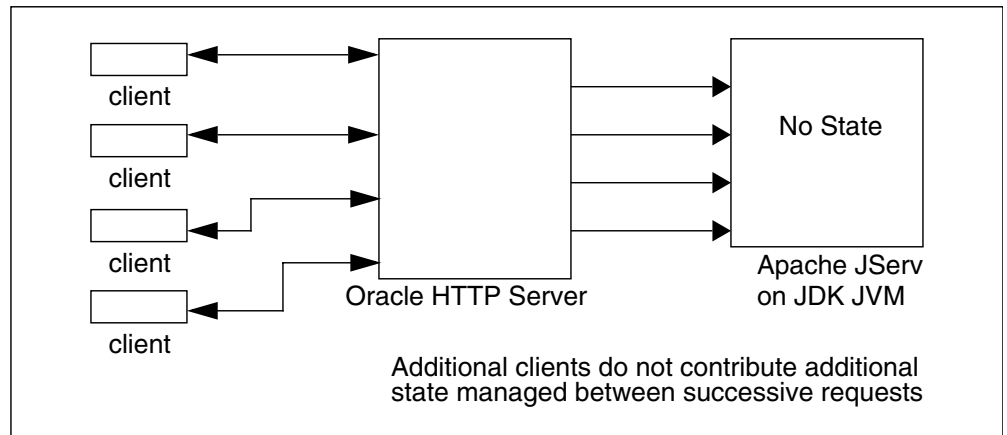 client
client
client
client
Oracle HTTP Server
No State
Apache JServ
on JDK JVM
Additional clients do not contribute additional
state managed between successive requests